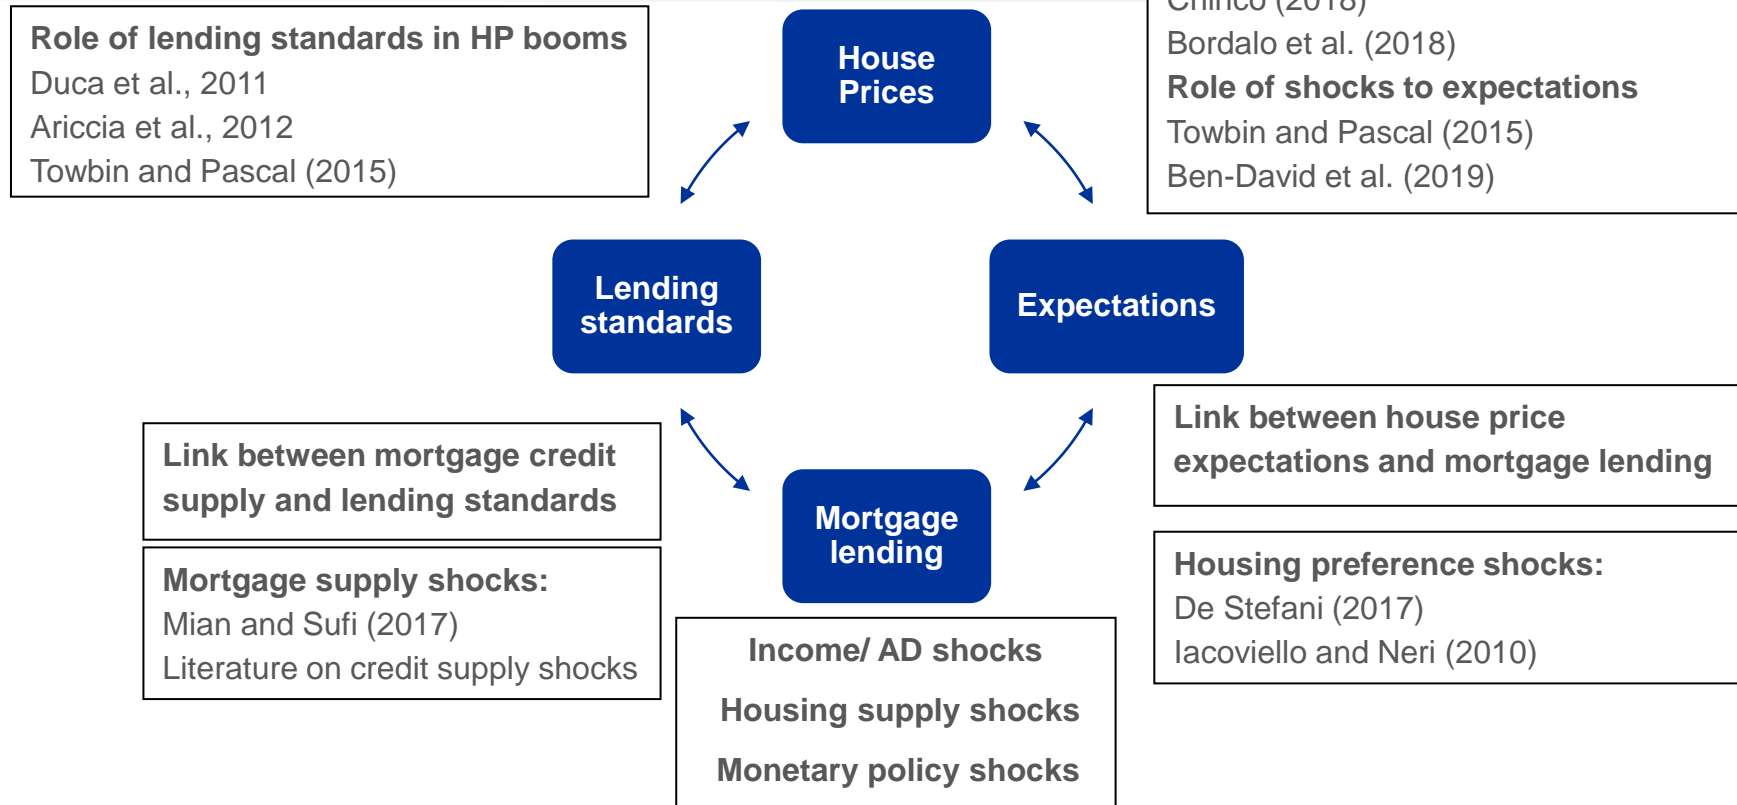 Role of lending standards in HP booms
Duca et al., 2011
Ariccia et al., 2012
Towbin and Pascal (2015)
House
Prices
Chirico (2018)
Bordalo et al. (2018)
Role of shocks to expectations
Towbin and Pascal (2015)
Ben-David et al. (2019)
Lending
standards
Expectations
Link between mortgage credit
supply and lending standards
Mortgage supply shocks:
Mian and Sufi (2017)
Literature on credit supply shocks
Mortgage
lending
Income/ AD shocks
Housing supply shocks
Monetary policy shocks
Link between house price
expectations and mortgage lending
Housing preference shocks:
De Stefani (2017)
Iacoviello and Neri (2010)